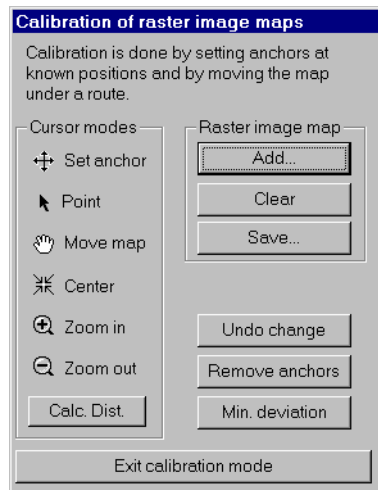 Calibration of raster image maps
Calibration is done by setting anchors at
known positions and by moving the map
under a route.
Cursor modes
Set anchor
Point
Move map
Center
Zoom in
Zoom out
Calc. Dist.
Raster image map
Add...
Clear
Save...
Undo change
Remove anchors
Min. deviation
Exit calibration mode